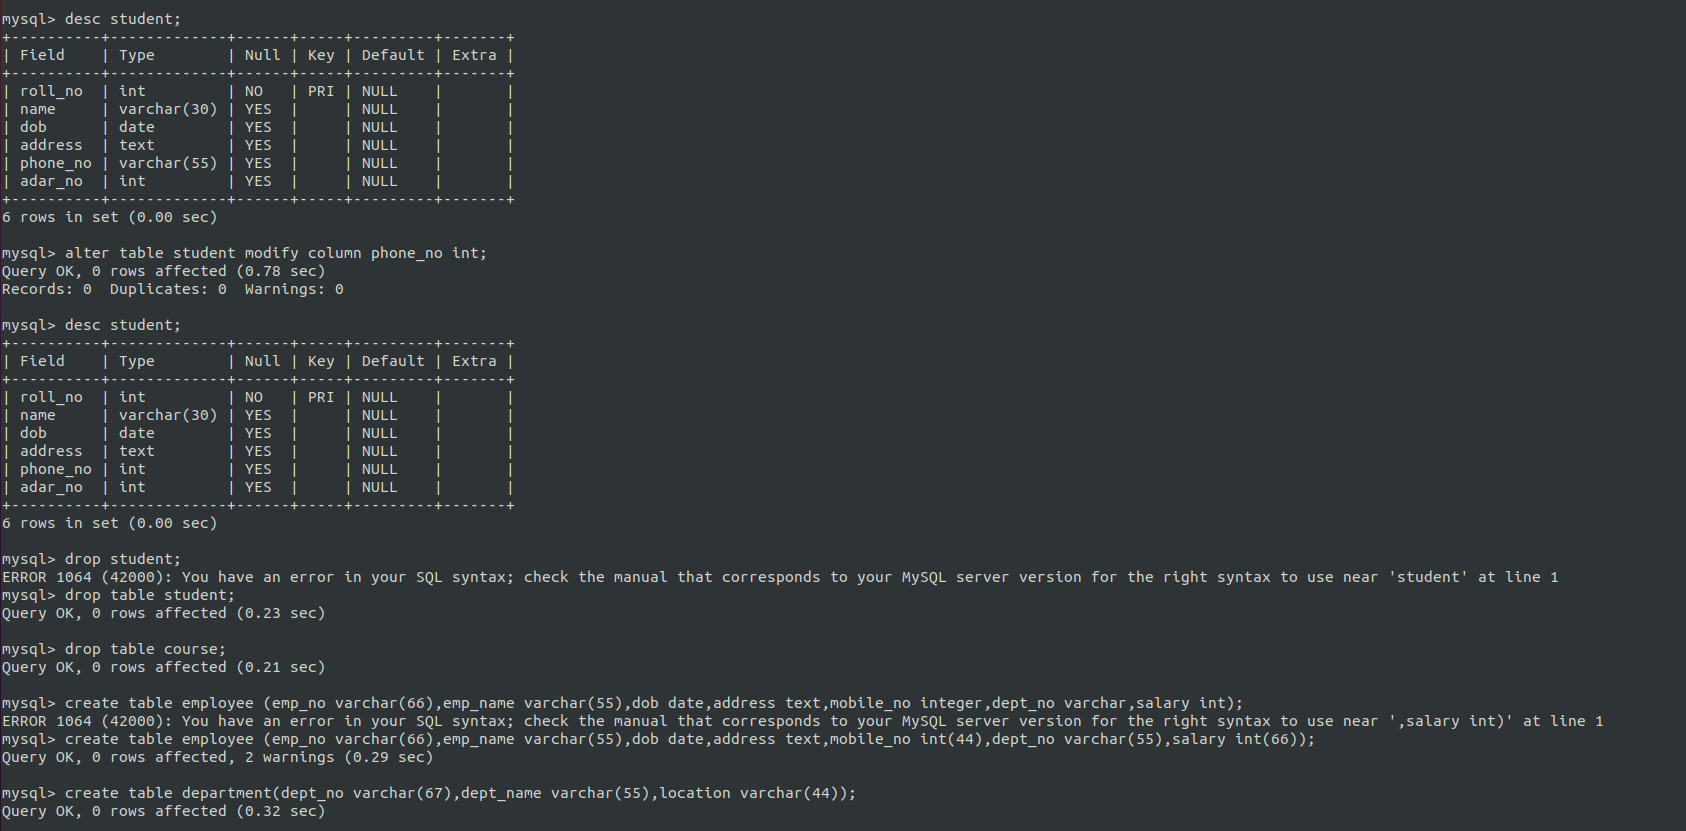 mysql> desc student;
+----------+-------------+------+-----+---------+-------+
| Field    | Type        | Null | Key | Default | Extra |
+----------+-------------+------+-----+---------+-------+
| roll_no  | int         | NO   | PRI | NULL    |       |
| name     | varchar(30) | YES  |     | NULL    |       |
| dob      | date        | YES  |     | NULL    |       |
| address  | text        | YES  |     | NULL    |       |
| phone_no | varchar(55) | YES  |     | NULL    |       |
| adar_no  | int         | YES  |     | NULL    |       |
+----------+-------------+------+-----+---------+-------+
6 rows in set (0.00 sec)

mysql> alter table student modify column phone_no int;
Query OK, 0 rows affected (0.78 sec)
Records: 0  Duplicates: 0  Warnings: 0

mysql> desc student;
+----------+-------------+------+-----+---------+-------+
| Field    | Type        | Null | Key | Default | Extra |
+----------+-------------+------+-----+---------+-------+
| roll_no  | int         | NO   | PRI | NULL    |       |
| name     | varchar(30) | YES  |     | NULL    |       |
| dob      | date        | YES  |     | NULL    |       |
| address  | text        | YES  |     | NULL    |       |
| phone_no | int         | YES  |     | NULL    |       |
| adar_no  | int         | YES  |     | NULL    |       |
+----------+-------------+------+-----+---------+-------+
6 rows in set (0.00 sec)

mysql> drop student;
ERROR 1064 (42000): You have an error in your SQL syntax; check the manual that corresponds to your MySQL server version for the right syntax to use near 'student' at line 1
mysql> drop table student;
Query OK, 0 rows affected (0.23 sec)

mysql> drop table course;
Query OK, 0 rows affected (0.21 sec)

mysql> create table employee (emp_no varchar(66),emp_name varchar(55),dob date,address text,mobile_no integer,dept_no varchar,salary int);
ERROR 1064 (42000): You have an error in your SQL syntax; check the manual that corresponds to your MySQL server version for the right syntax to use near ',salary int)' at line 1
mysql> create table employee (emp_no varchar(66),emp_name varchar(55),dob date,address text,mobile_no int(44),dept_no varchar(55),salary int(66));
Query OK, 0 rows affected, 2 warnings (0.29 sec)

mysql> create table department(dept_no varchar(67),dept_name varchar(55),location varchar(44));
Query OK, 0 rows affected (0.32 sec)